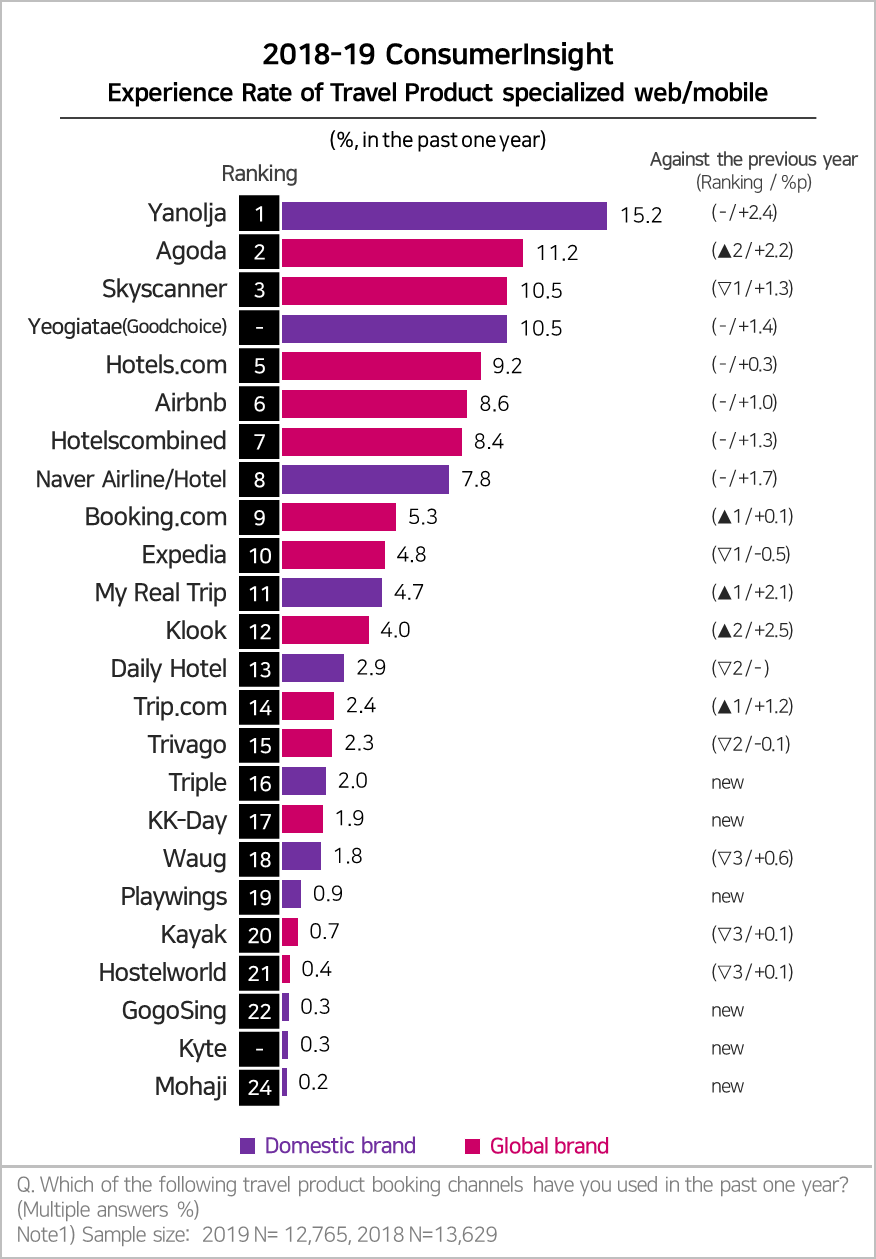 2018-19 ConsumerInsight
Experience Rate of Travel Product specialized web/mobile
(%, in the past one year)
Ranking
Against the previous year
(Ranking / %p)
Yanolja 1 15.2 (-/+2.4)
Agoda 2 11.2 (▲2/+2.2)
Skyscanner 3 10.5 (▽1/+1.3)
Yeogiatae(Goodchoice) - 10.5 (-/+1.4)
Hotels.com 5 9.2 (-/+0.3)
Airbnb 6 8.6 (-/+1.0)
Hotelscombined 7 8.4 (-/+1.3)
Naver Airline/Hotel 8 7.8 (-/+1.7)
Booking.com 9 5.3 (▲1/+0.1)
Expedia 10 4.8 (▽1/-0.5)
My Real Trip 11 4.7 (▲1/+2.1)
Klook 12 4.0 (▲2/+2.5)
Daily Hotel 13 2.9 (▽2/-)
Trip.com 14 2.4 (▲1/+1.2)
Trivago 15 2.3 (▽2/-0.1)
Triple 16 2.0 new
KK-Day 17 1.9 new
Waug 18 1.8 (▽3/+0.6)
Playwings 19 0.9 new
Kayak 20 0.7 (▽3/+0.1)
Hostelworld 21 0.4 (▽3/+0.1)
GogoSing 22 0.3 new
Kyte - 0.3 new
Mohaji 24 0.2 new
Domestic brand Global brand
Q. Which of the following travel product booking channels have you used in the past one year?
(Multiple answers %)
Note1) Sample size: 2019 N= 12,765, 2018 N=13,629